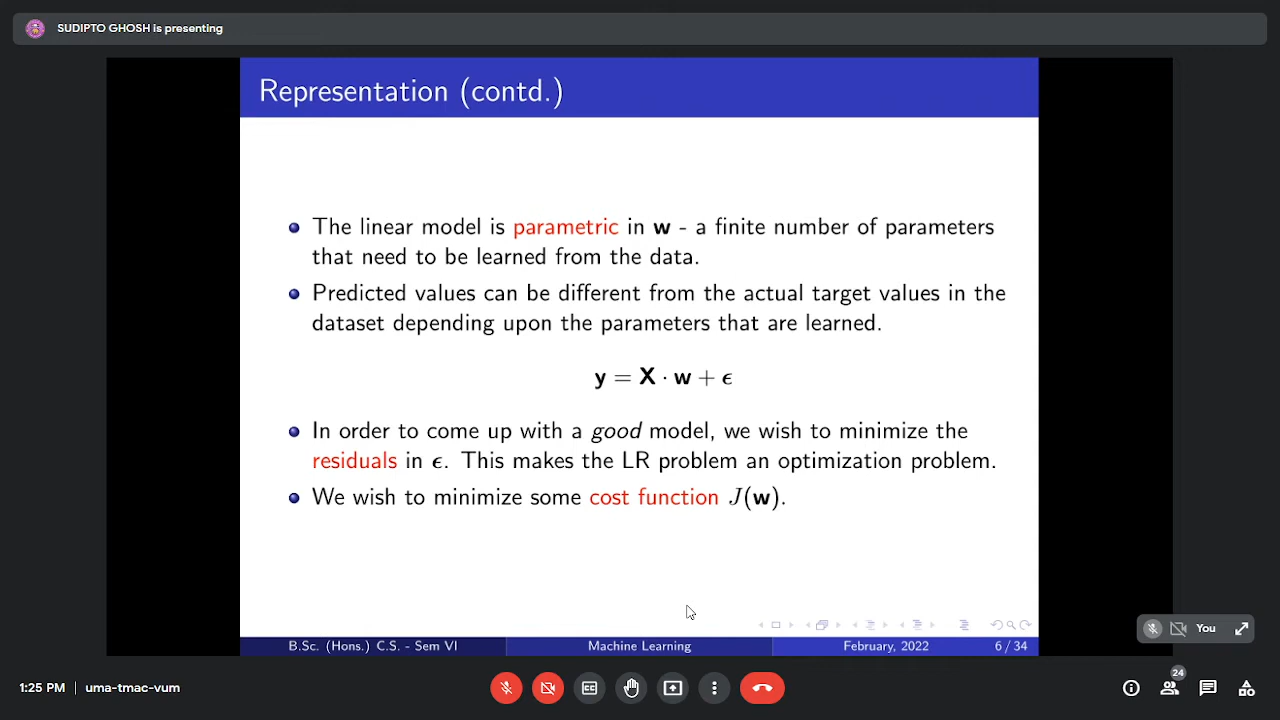 SUDIPTO GHOSH is presenting
Representation (contd.)
The linear model is parametric in w - a finite number of parameters
that need to be learned from the data.
Predicted values can be different from the actual target values in the
dataset depending upon the parameters that are learned.
y = X · w + ϵ
In order to come up with a good model, we wish to minimize the
residuals in ϵ. This makes the LR problem an optimization problem.
We wish to minimize some cost function J(w).
B.Sc. (Hons.) C.S. - Sem VI Machine Learning February, 2022 6 / 34
You
1:25 PM | uma-tmac-vum
24